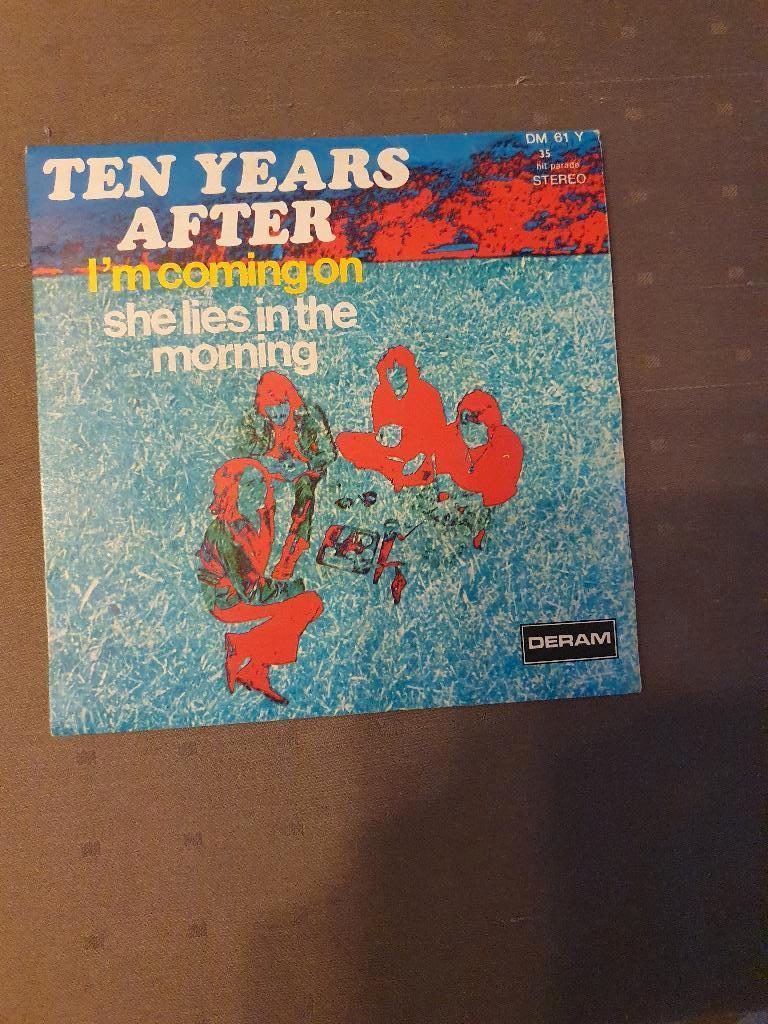 TEN YEARS
AFTER
I'm coming on
she lies in the
morning
DM 61 Y
35
hit parade
STEREO
DERAM